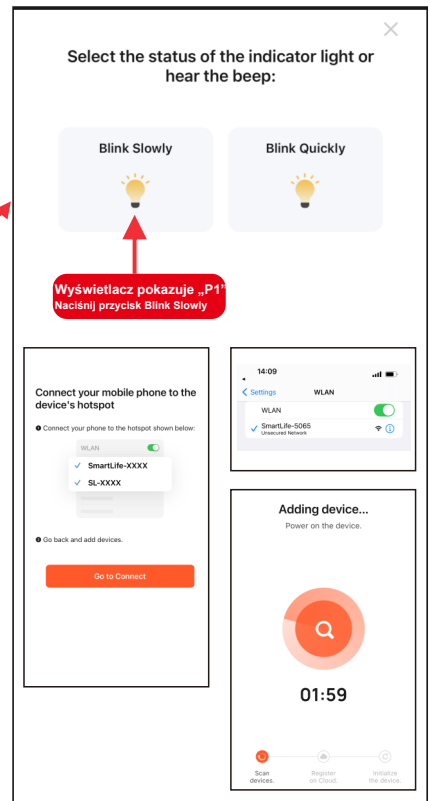 Select the status of the indicator light or
hear the beep:
Blink Slowly
Blink Quickly
Wyświetlacz pokazuje „P1”
Naciśnij przycisk Blink Slowly
Connect your mobile phone to the
device's hotspot
❶ Connect your phone to the hotspot shown below:
WLAN
SmartLife-XXXX
SL-XXXX
❷ Go back and add devices.
Go to Connect
14:09
Settings
WLAN
WLAN
SmartLife-5065
Unsecured Network
Adding device...
Power on the device.
01:59
Scan
devices.
Register
on Cloud.
Initialize
the device.